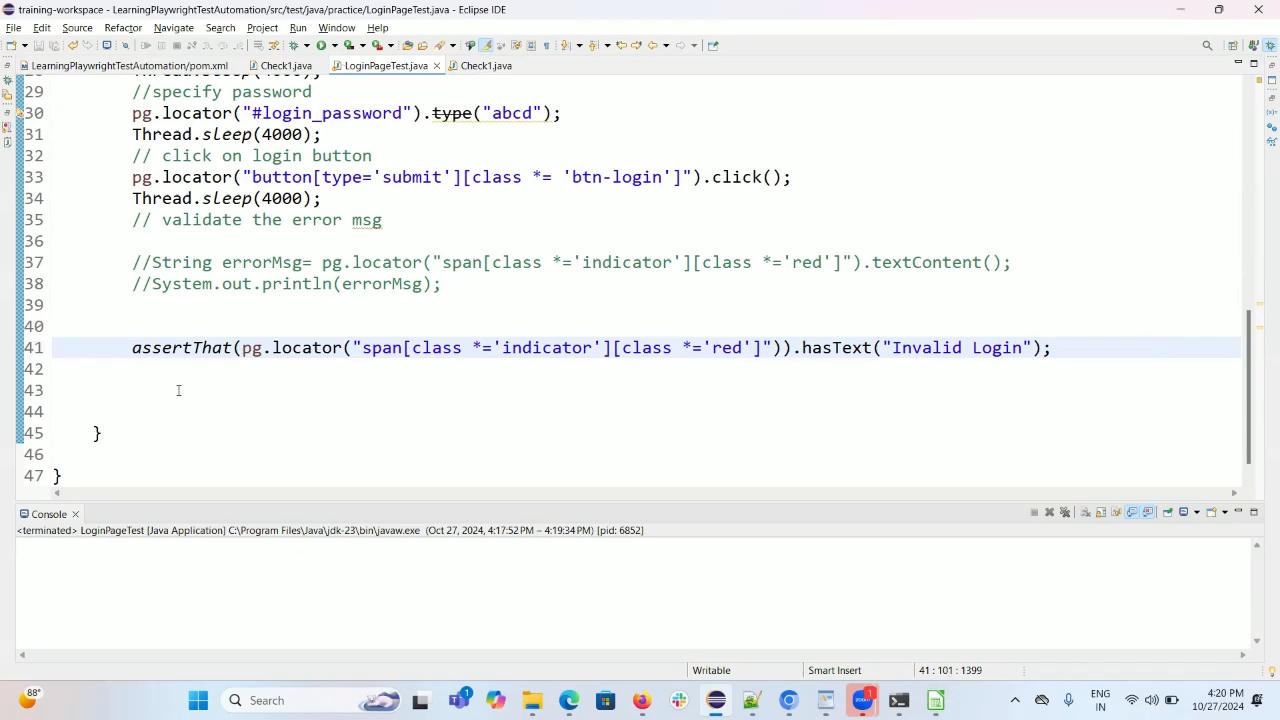 training-workspace - LearningPlaywrightTestAutomation/src/test/java/practice/LoginPageTest.java - Eclipse IDE
File Edit Source Refactor Navigate Search Project Run Window Help
LearningPlaywrightTestAutomation/pom.xml Check1.java LoginPageTest.java Check1.java
28 Thread.sleep(4000);
29 //specify password
30 pg.locator("#login_password").type("abcd");
31 Thread.sleep(4000);
32 // click on login button
33 pg.locator("button[type='submit'][class *= 'btn-login']").click();
34 Thread.sleep(4000);
35 // validate the error msg
36
37 //String errorMsg= pg.locator("span[class *='indicator'][class *='red']").textContent();
38 //System.out.println(errorMsg);
39
40
41 assertThat(pg.locator("span[class *='indicator'][class *='red']")).hasText("Invalid Login");
42
43
44
45 }
46
47 }
Console
<terminated> LoginPageTest [Java Application] C:\Program Files\Java\jdk-23\bin\javaw.exe (Oct 27, 2024, 4:17:52 PM – 4:19:34 PM) [pid: 6852]
Writable Smart Insert 41 : 101 : 1399
88° Search 1 zoom 1 ENG IN 4:20 PM 10/27/2024